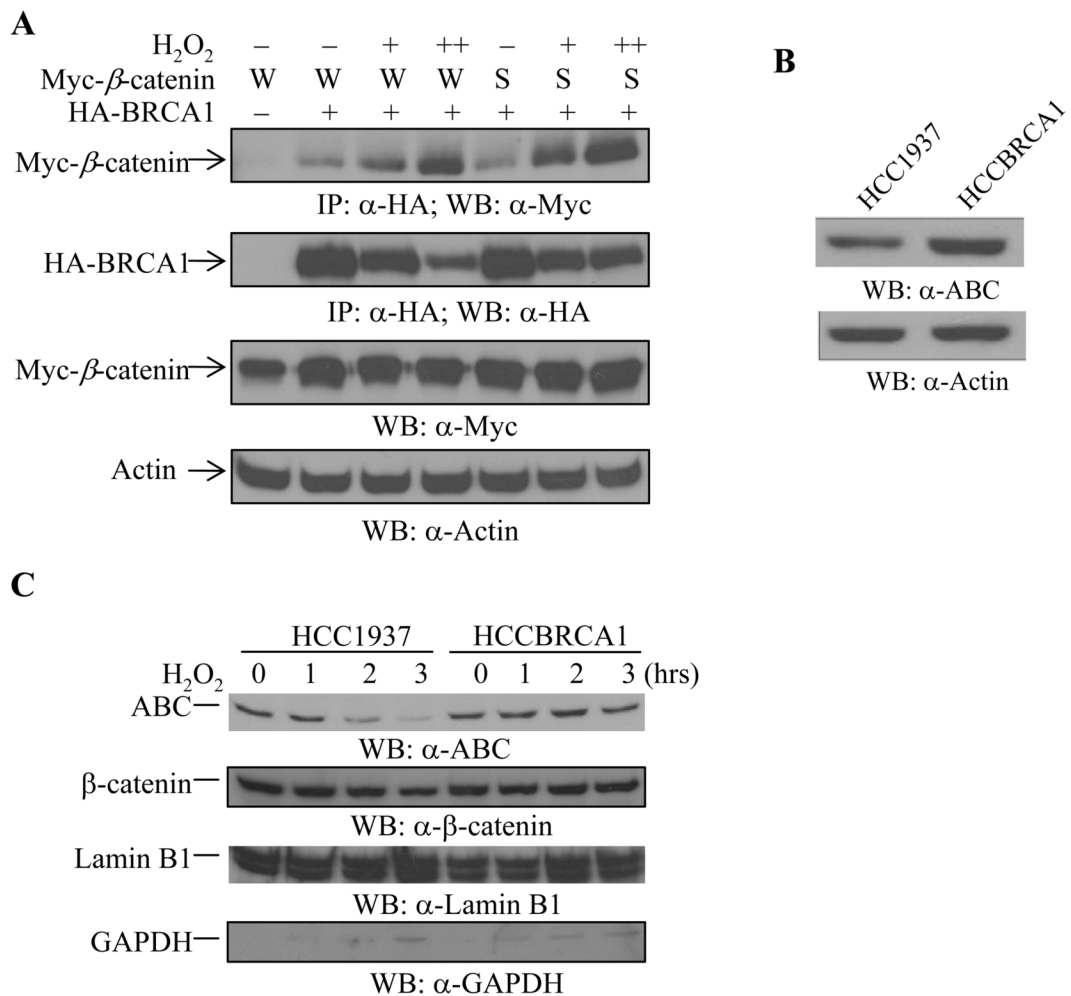 A
H₂O₂ – – + ++ – + ++
Myc-β-catenin W W W W S S S
HA-BRCA1 – + + + + + +
Myc-β-catenin
IP: α-HA; WB: α-Myc
HA-BRCA1
IP: α-HA; WB: α-HA
Myc-β-catenin
WB: α-Myc
Actin
WB: α-Actin
B
HCC1937
HCCBRCA1
WB: α-ABC
WB: α-Actin
C
HCC1937 HCCBRCA1
H₂O₂ 0 1 2 3 0 1 2 3 (hrs)
ABC
WB: α-ABC
β-catenin
WB: α-β-catenin
Lamin B1
WB: α-Lamin B1
GAPDH
WB: α-GAPDH